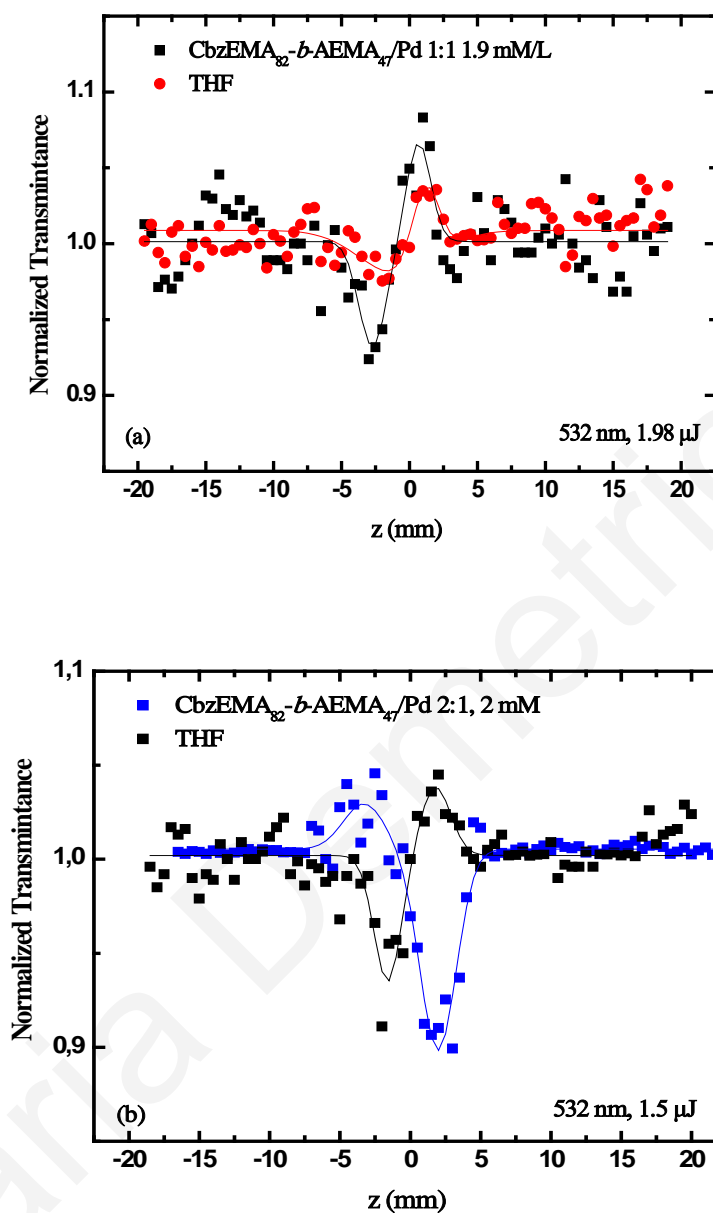 CbzEMA82-b-AEMA47/Pd 1:1 1.9 mM/L
THF
1.1
1.0
0.9
Normalized Transmintance
(a)
532 nm, 1.98 μJ
-20 -15 -10 -5 0 5 10 15 20
z (mm)
1,1
CbzEMA82-b-AEMA47/Pd 2:1, 2 mM
THF
1.0
0,9
Normalized Transmintance
(b)
532 nm, 1.5 μJ
-20 -15 -10 -5 0 5 10 15 20
z (mm)
aria Demetric